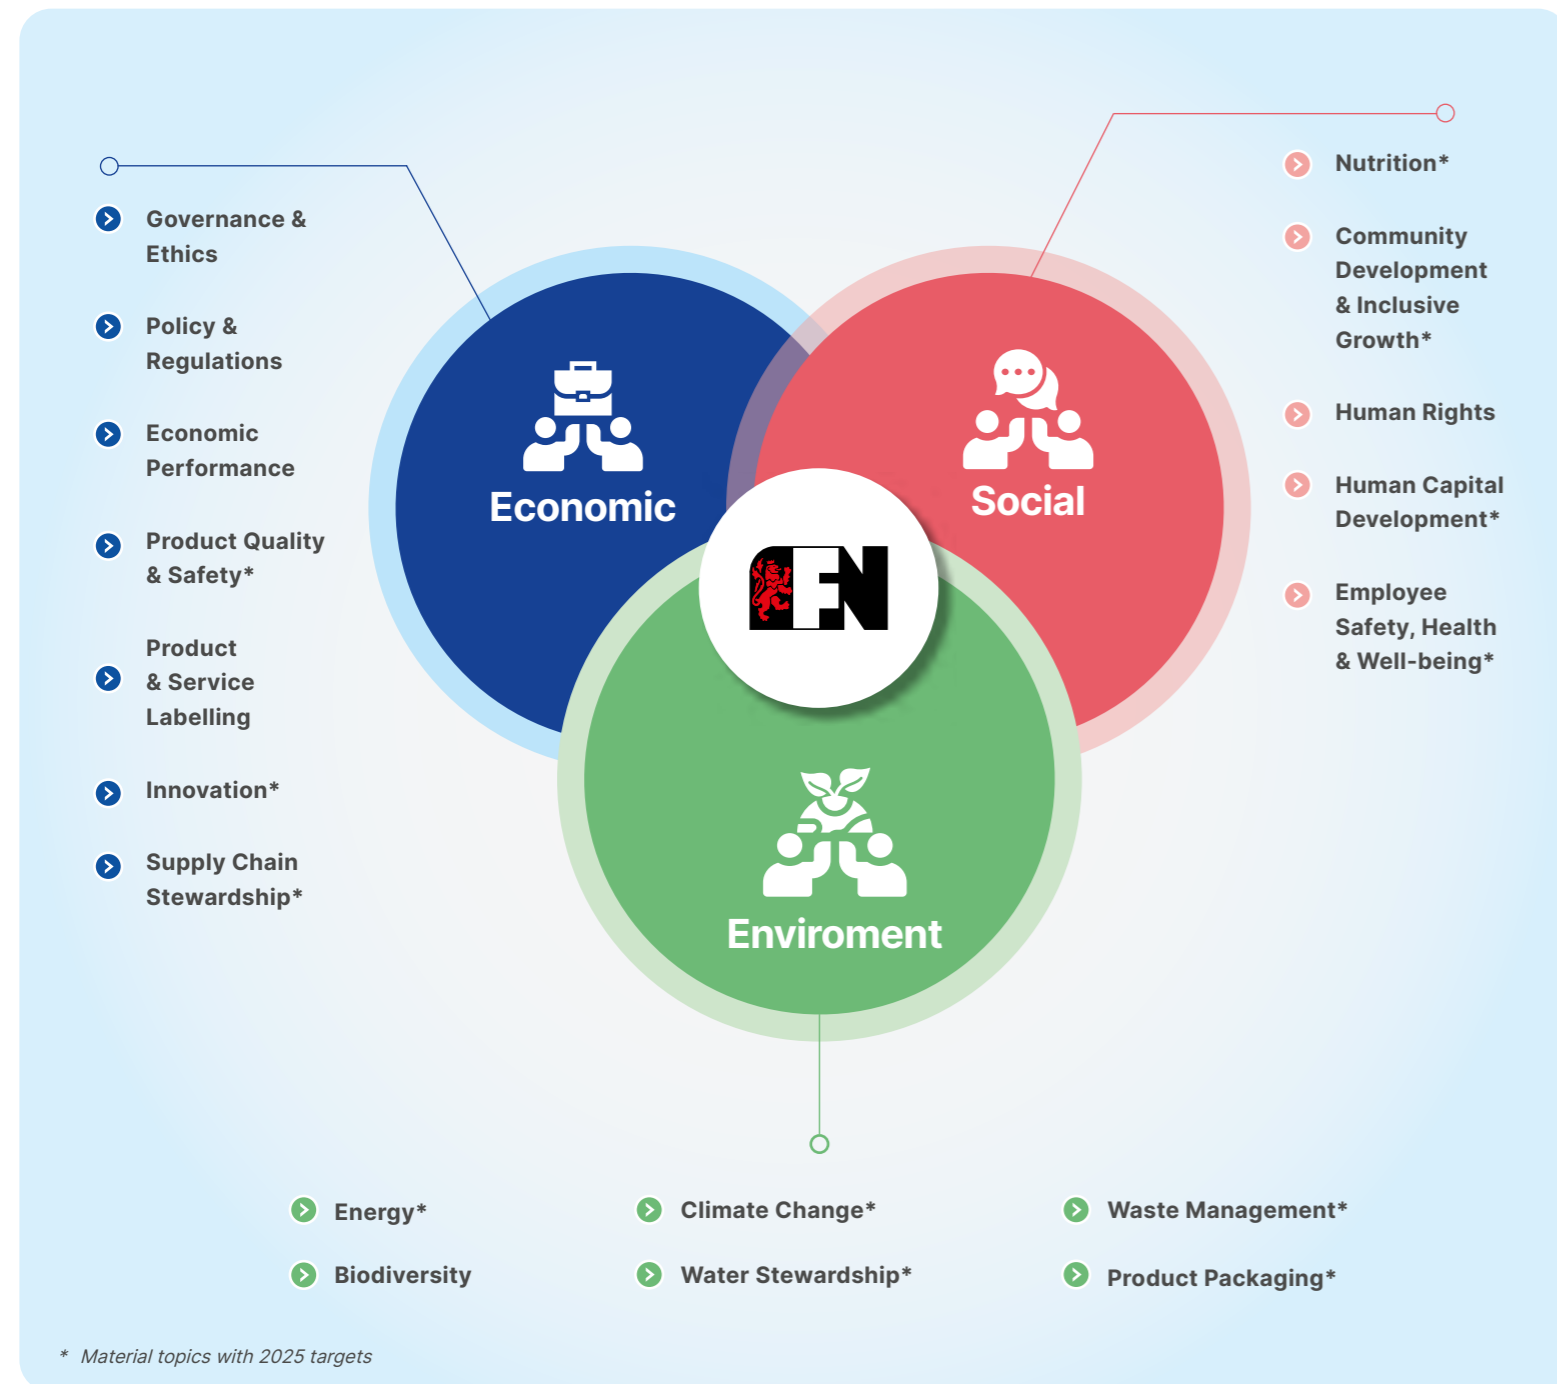 Governance &
Ethics
Policy &
Regulations
Economic
Performance
Product Quality
& Safety*
Product
& Service
Labelling
Innovation*
Supply Chain
Stewardship*
Economic
Social
FN
Enviroment
Nutrition*
Community
Development
& Inclusive
Growth*
Human Rights
Human Capital
Development*
Employee
Safety, Health
& Well-being*
Energy*
Climate Change*
Waste Management*
Biodiversity
Water Stewardship*
Product Packaging*
* Material topics with 2025 targets